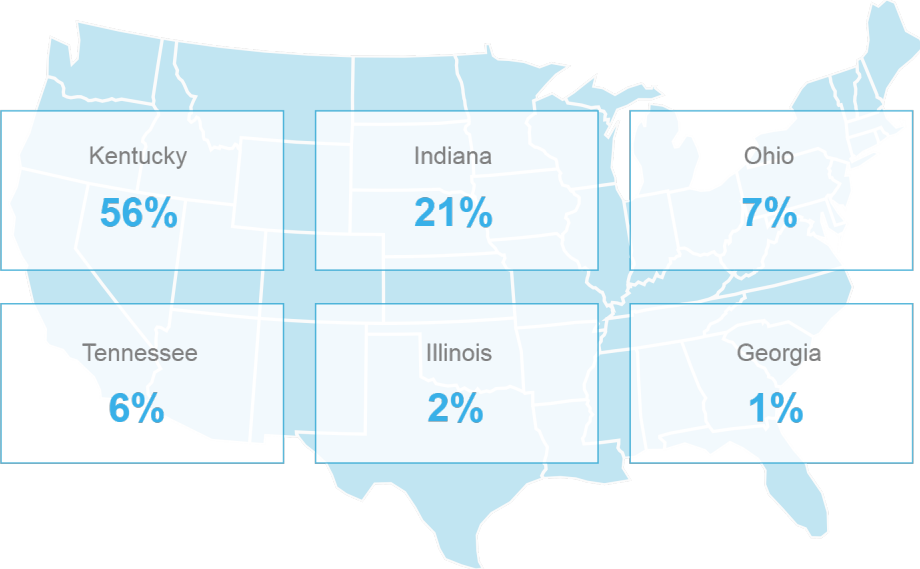 Kentucky
56%
Indiana
21%
Ohio
7%
Tennessee
6%
Illinois
2%
Georgia
1%